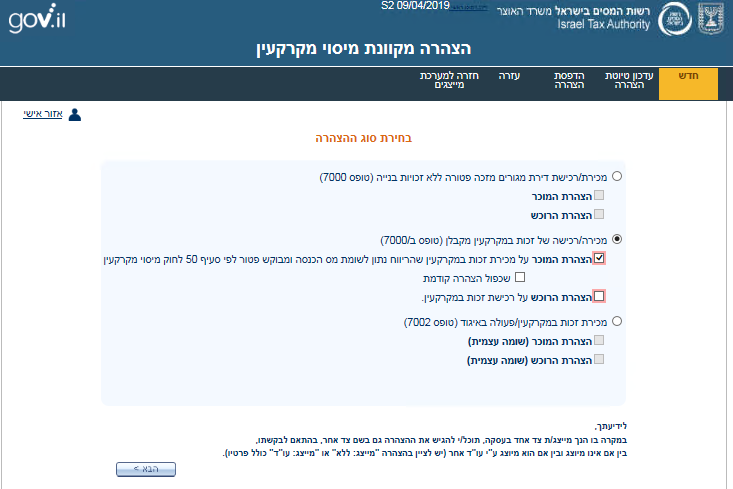 gov.il
S2 09/04/2019
רשות המסים בישראל משרד האוצר
Israel Tax Authority
הצהרה מקוונת מיסוי מקרקעין
חדש
עדכון טיוטת הצהרה
הדפסת הצהרה
עזרה
חזרה למערכת מייצגים
אזור אישי
בחירת סוג ההצהרה
מכירת/רכישת דירת מגורים מזכה פטורה ללא זכויות בנייה (טופס 7000)
הצהרת המוכר
הצהרת הרוכש
מכירה/רכישה של זכות במקרקעין מקבלן (טופס ב/7000)
הצהרת המוכר על מכירת זכות במקרקעין שהריווח נתון לשומת מס הכנסה ומבוקש פטור לפי סעיף 50 לחוק מיסוי מקרקעין
שכפול הצהרה קודמת
הצהרת הרוכש על רכישת זכות במקרקעין.
מכירת זכות במקרקעין/פעולה באיגוד (טופס 7002)
הצהרת המוכר (שומה עצמית)
הצהרת הרוכש (שומה עצמית)
לידיעתך,
במקרה בו הנך מייצג/ת צד אחד בעסקה, תוכל/י להגיש את ההצהרה גם בשם צד אחר, בהתאם לבקשתו,
בין אם אינו מיוצג ובין אם הוא מיוצג ע"י עו"ד אחר (יש לציין בהצהרה "מייצג: ללא" או "מייצג: עו"ד" כולל פרטיו).
הבא >